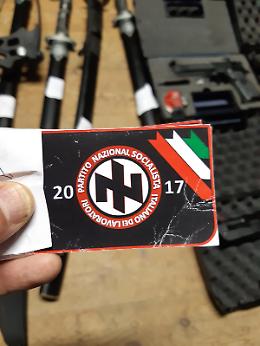 PARTITO NAZIONAL SOCIALISTA
ITALIANO DEI LAVORATORI
20 17